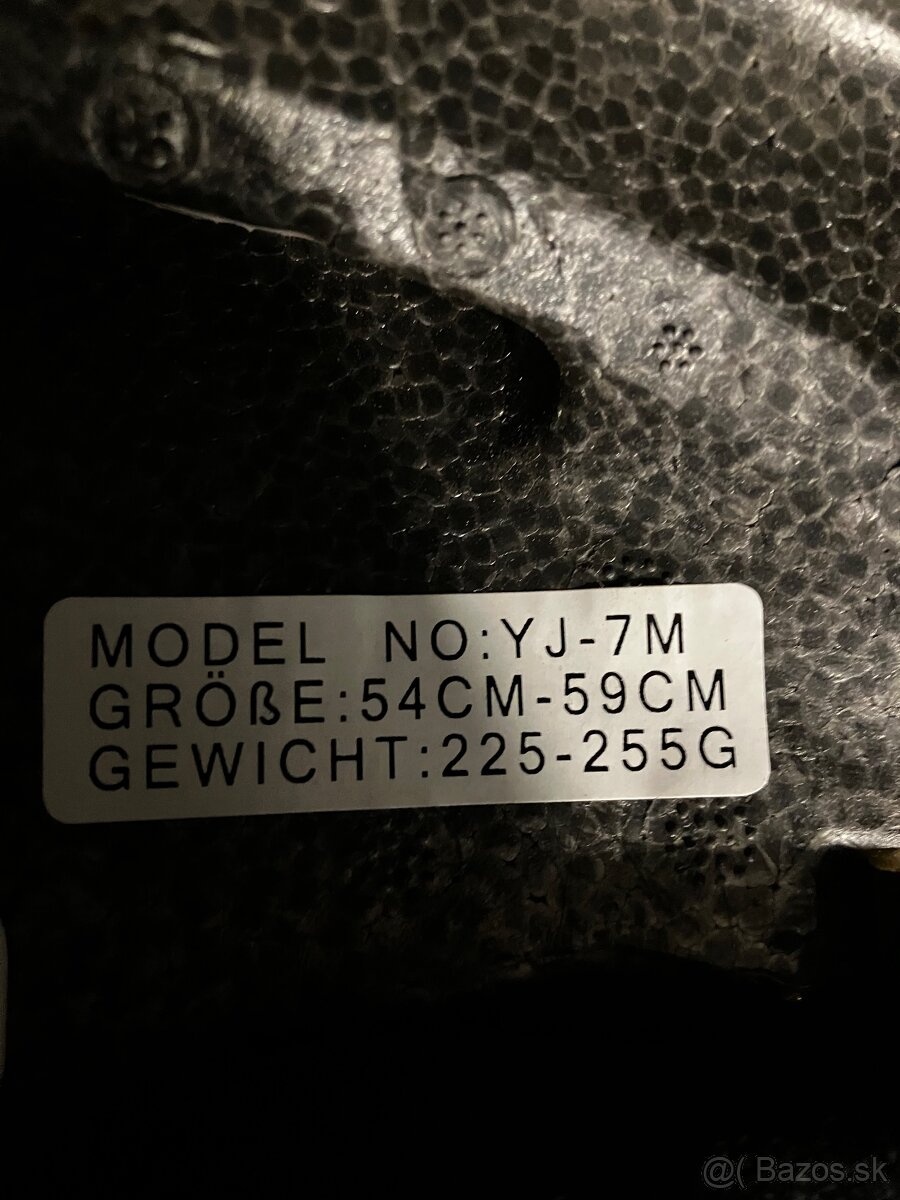 MODEL NO:YJ-7M
GRÖßE:54CM-59CM
GEWICHT:225-255G
@( Bazos.sk